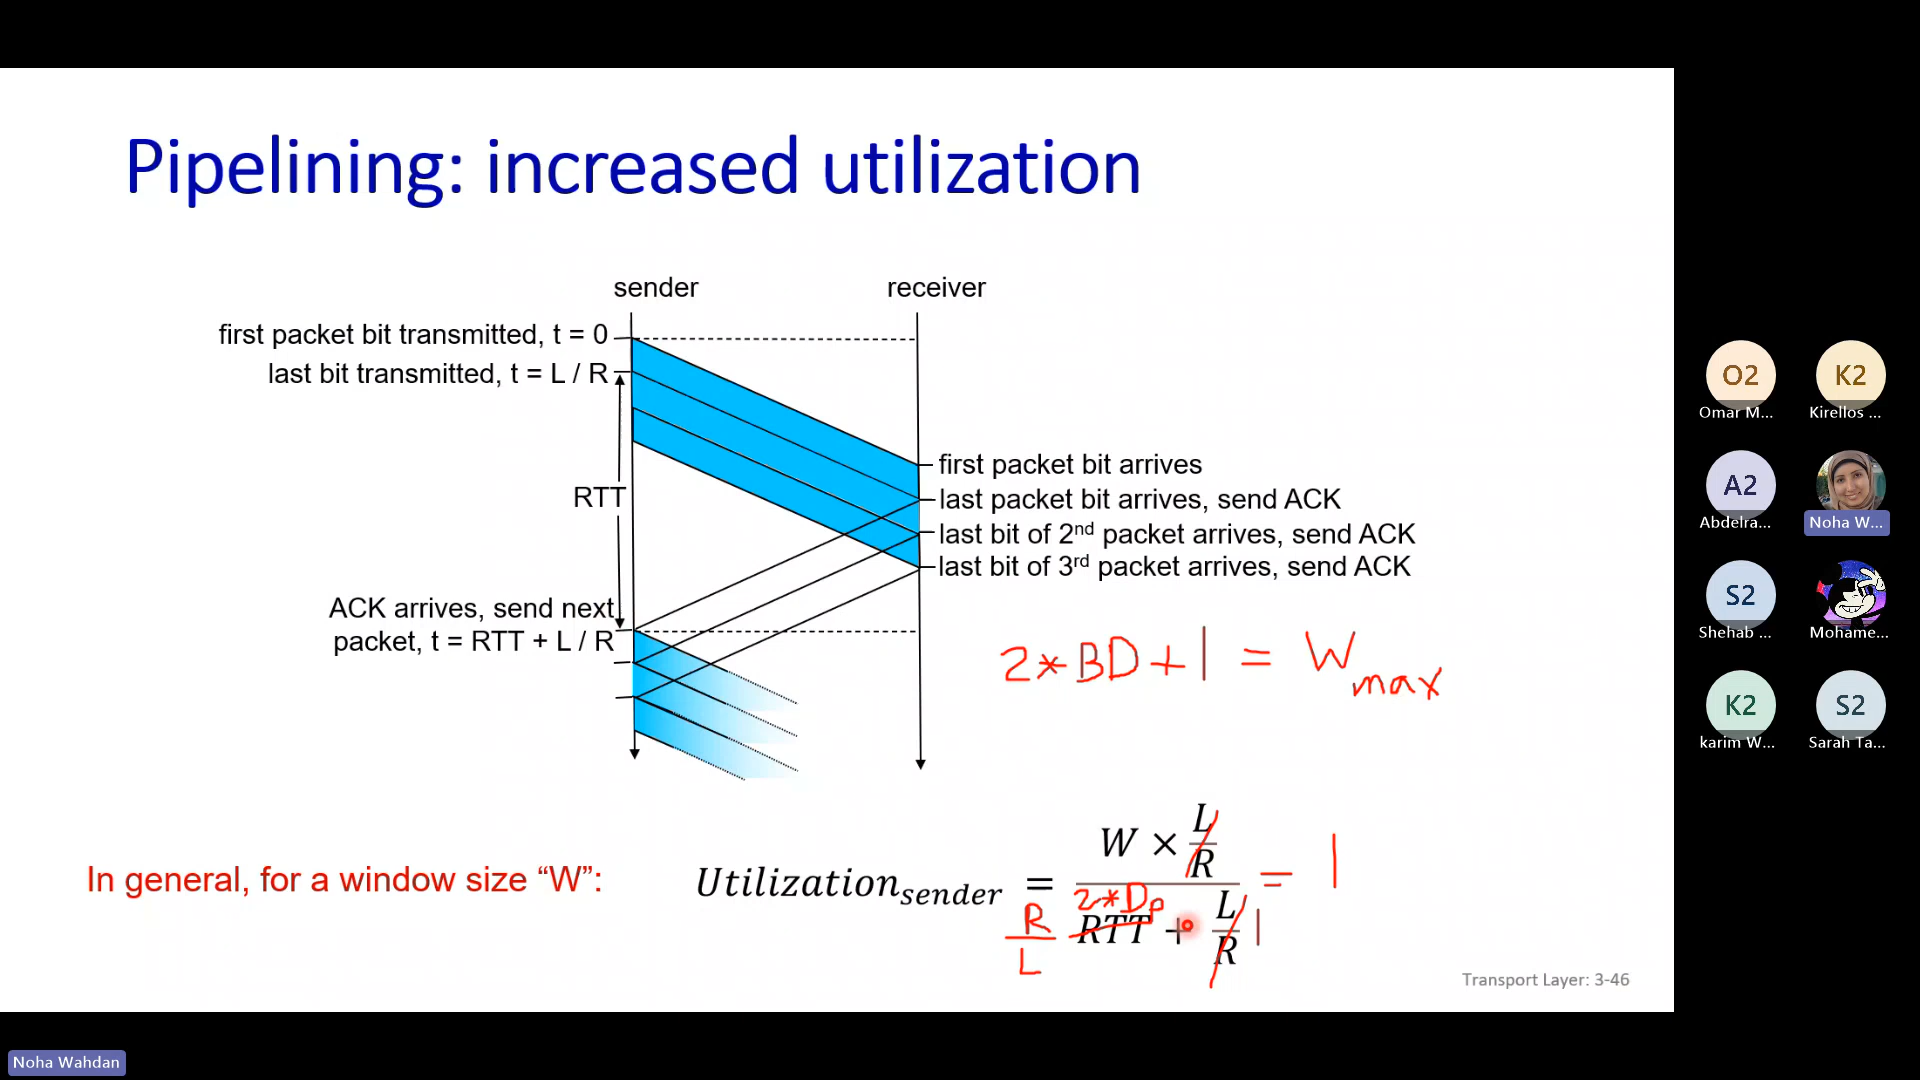 Pipelining: increased utilization
sender
receiver
first packet bit transmitted, t = 0
last bit transmitted, t = L / R
first packet bit arrives
RTT
last packet bit arrives, send ACK
last bit of 2nd packet arrives, send ACK
last bit of 3rd packet arrives, send ACK
ACK arrives, send next
packet, t = RTT + L / R
2*BD+1 = Wmax
In general, for a window size “W”:
Utilizationsender = W × L/R
= 1
R/L 2*Dp
RTT + L/R 1
Transport Layer: 3-46
O2
K2
Omar M...
Kirellos ...
A2
Abdelra...
Noha W...
S2
Shehab ...
Mohame...
K2
S2
karim W...
Sarah Ta...
Noha Wahdan